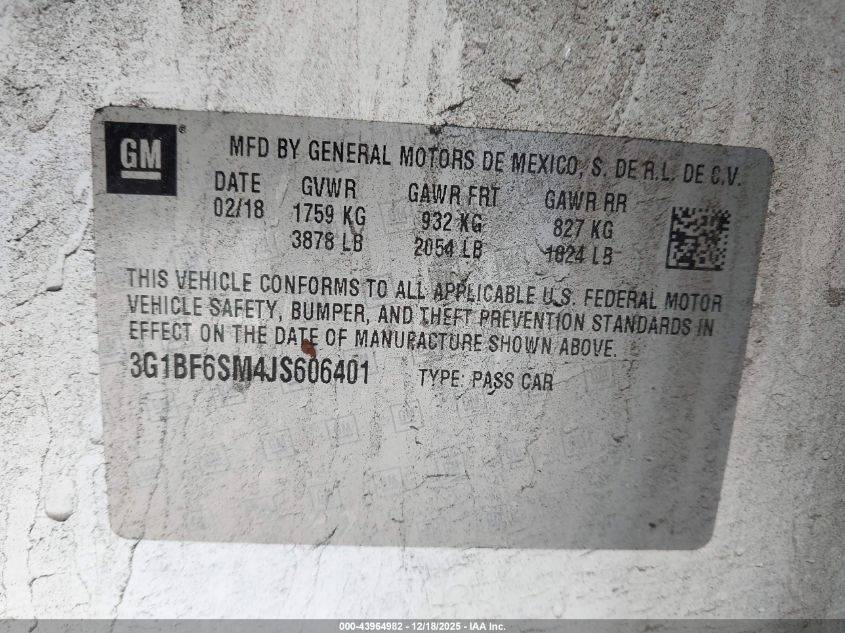 GM ®
MFD BY GENERAL MOTORS DE MEXICO, S. DE R.L. DE C.V.
DATE GVWR GAWR FRT GAWR RR
02/18 1759 KG 932 KG 827 KG
3878 LB 2054 LB 1824 LB
THIS VEHICLE CONFORMS TO ALL APPLICABLE U.S. FEDERAL MOTOR
VEHICLE SAFETY, BUMPER, AND THEFT PREVENTION STANDARDS IN
EFFECT ON THE DATE OF MANUFACTURE SHOWN ABOVE.
3G1BF6SM4JS606401 TYPE: PASS CAR
000-43964982 - 12/18/2025 - IAA Inc.